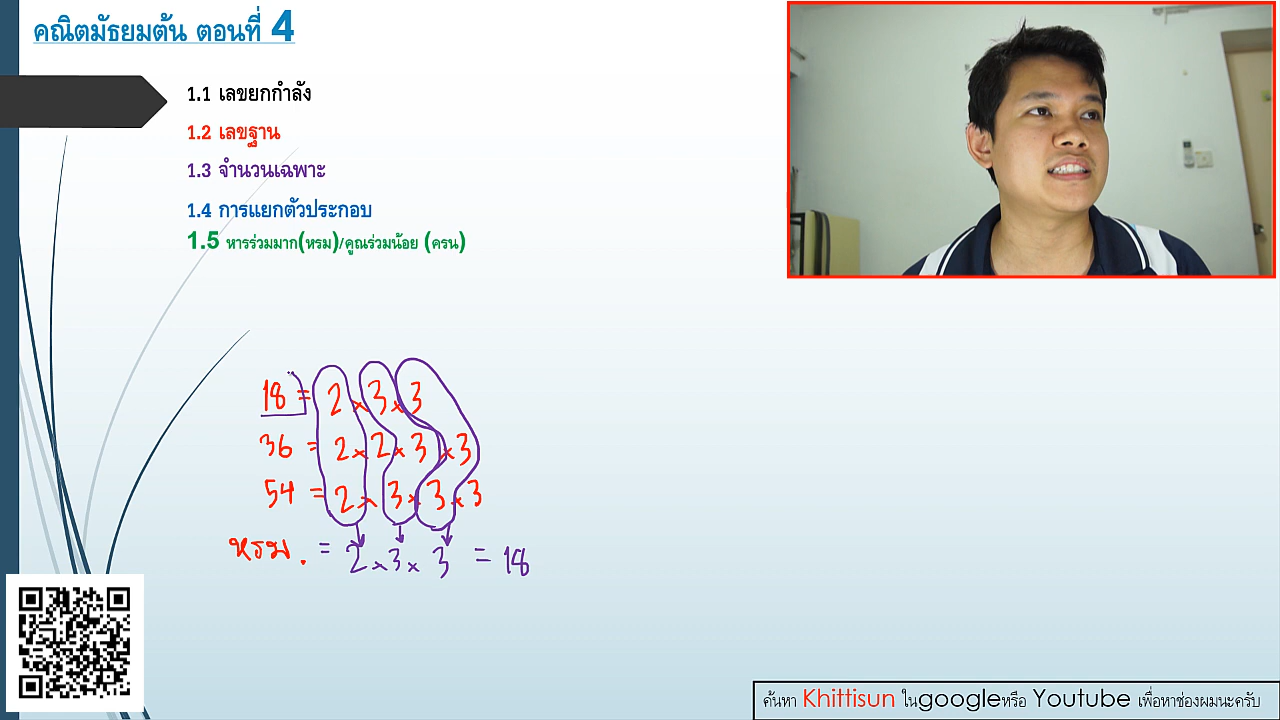 คณิตมัธยมต้น ตอนที่ 4
1.1 เลขยกกำลัง
1.2 เลขฐาน
1.3 จำนวนเฉพาะ
1.4 การแยกตัวประกอบ
1.5 หารร่วมมาก(หรม)/คูณร่วมน้อย (ครน)
18 = 2 x 3 x 3
36 = 2 x 2 x 3 x 3
54 = 2 x 3 x 3 x 3
หรม. = 2 x 3 x 3 = 18
ค้นหา Khittisun ในgoogleหรือ Youtube เพื่อหาช่องผมนะครับ